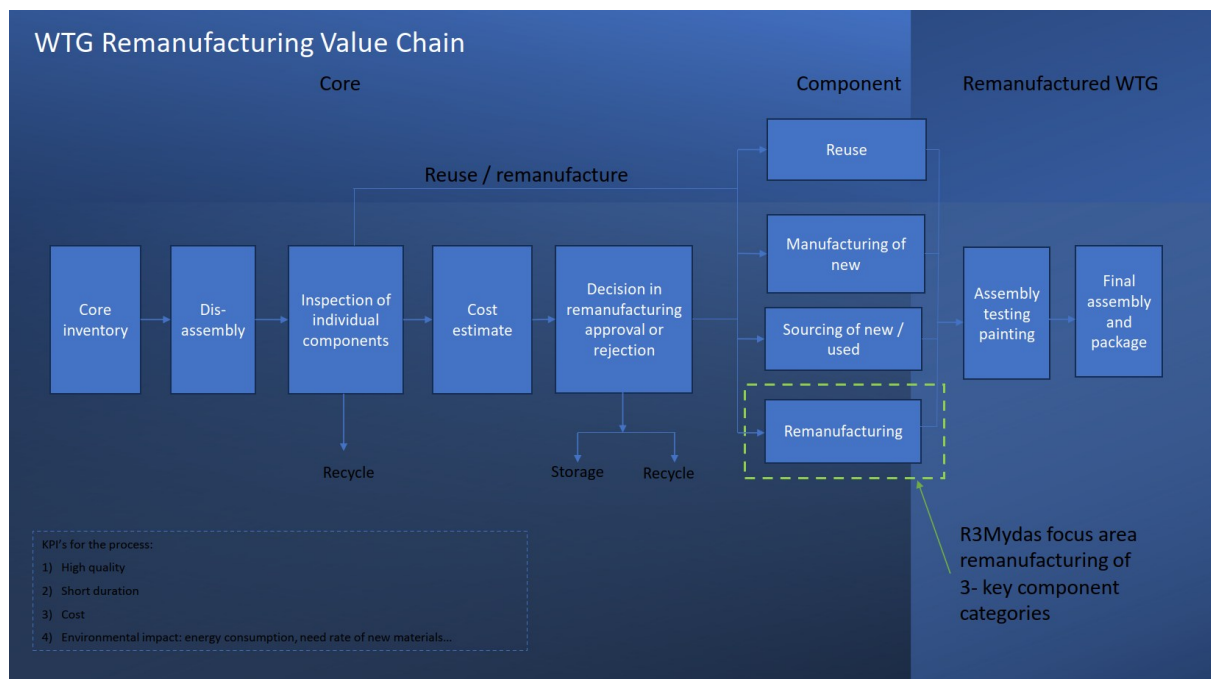 WTG Remanufacturing Value Chain
Core
Component
Remanufactured WTG
Reuse / remanufacture
Core
inventory
Dis-
assembly
Inspection of
individual
components
Cost
estimate
Decision in
remanufacturing
approval or
rejection
Reuse
Manufacturing of
new
Sourcing of new /
used
Remanufacturing
Assembly
testing
painting
Final
assembly
and
package
Recycle
Storage
Recycle
R3Mydas focus area
remanufacturing of
3- key component
categories
KPI's for the process:
1) High quality
2) Short duration
3) Cost
4) Environmental impact: energy consumption, need rate of new materials...